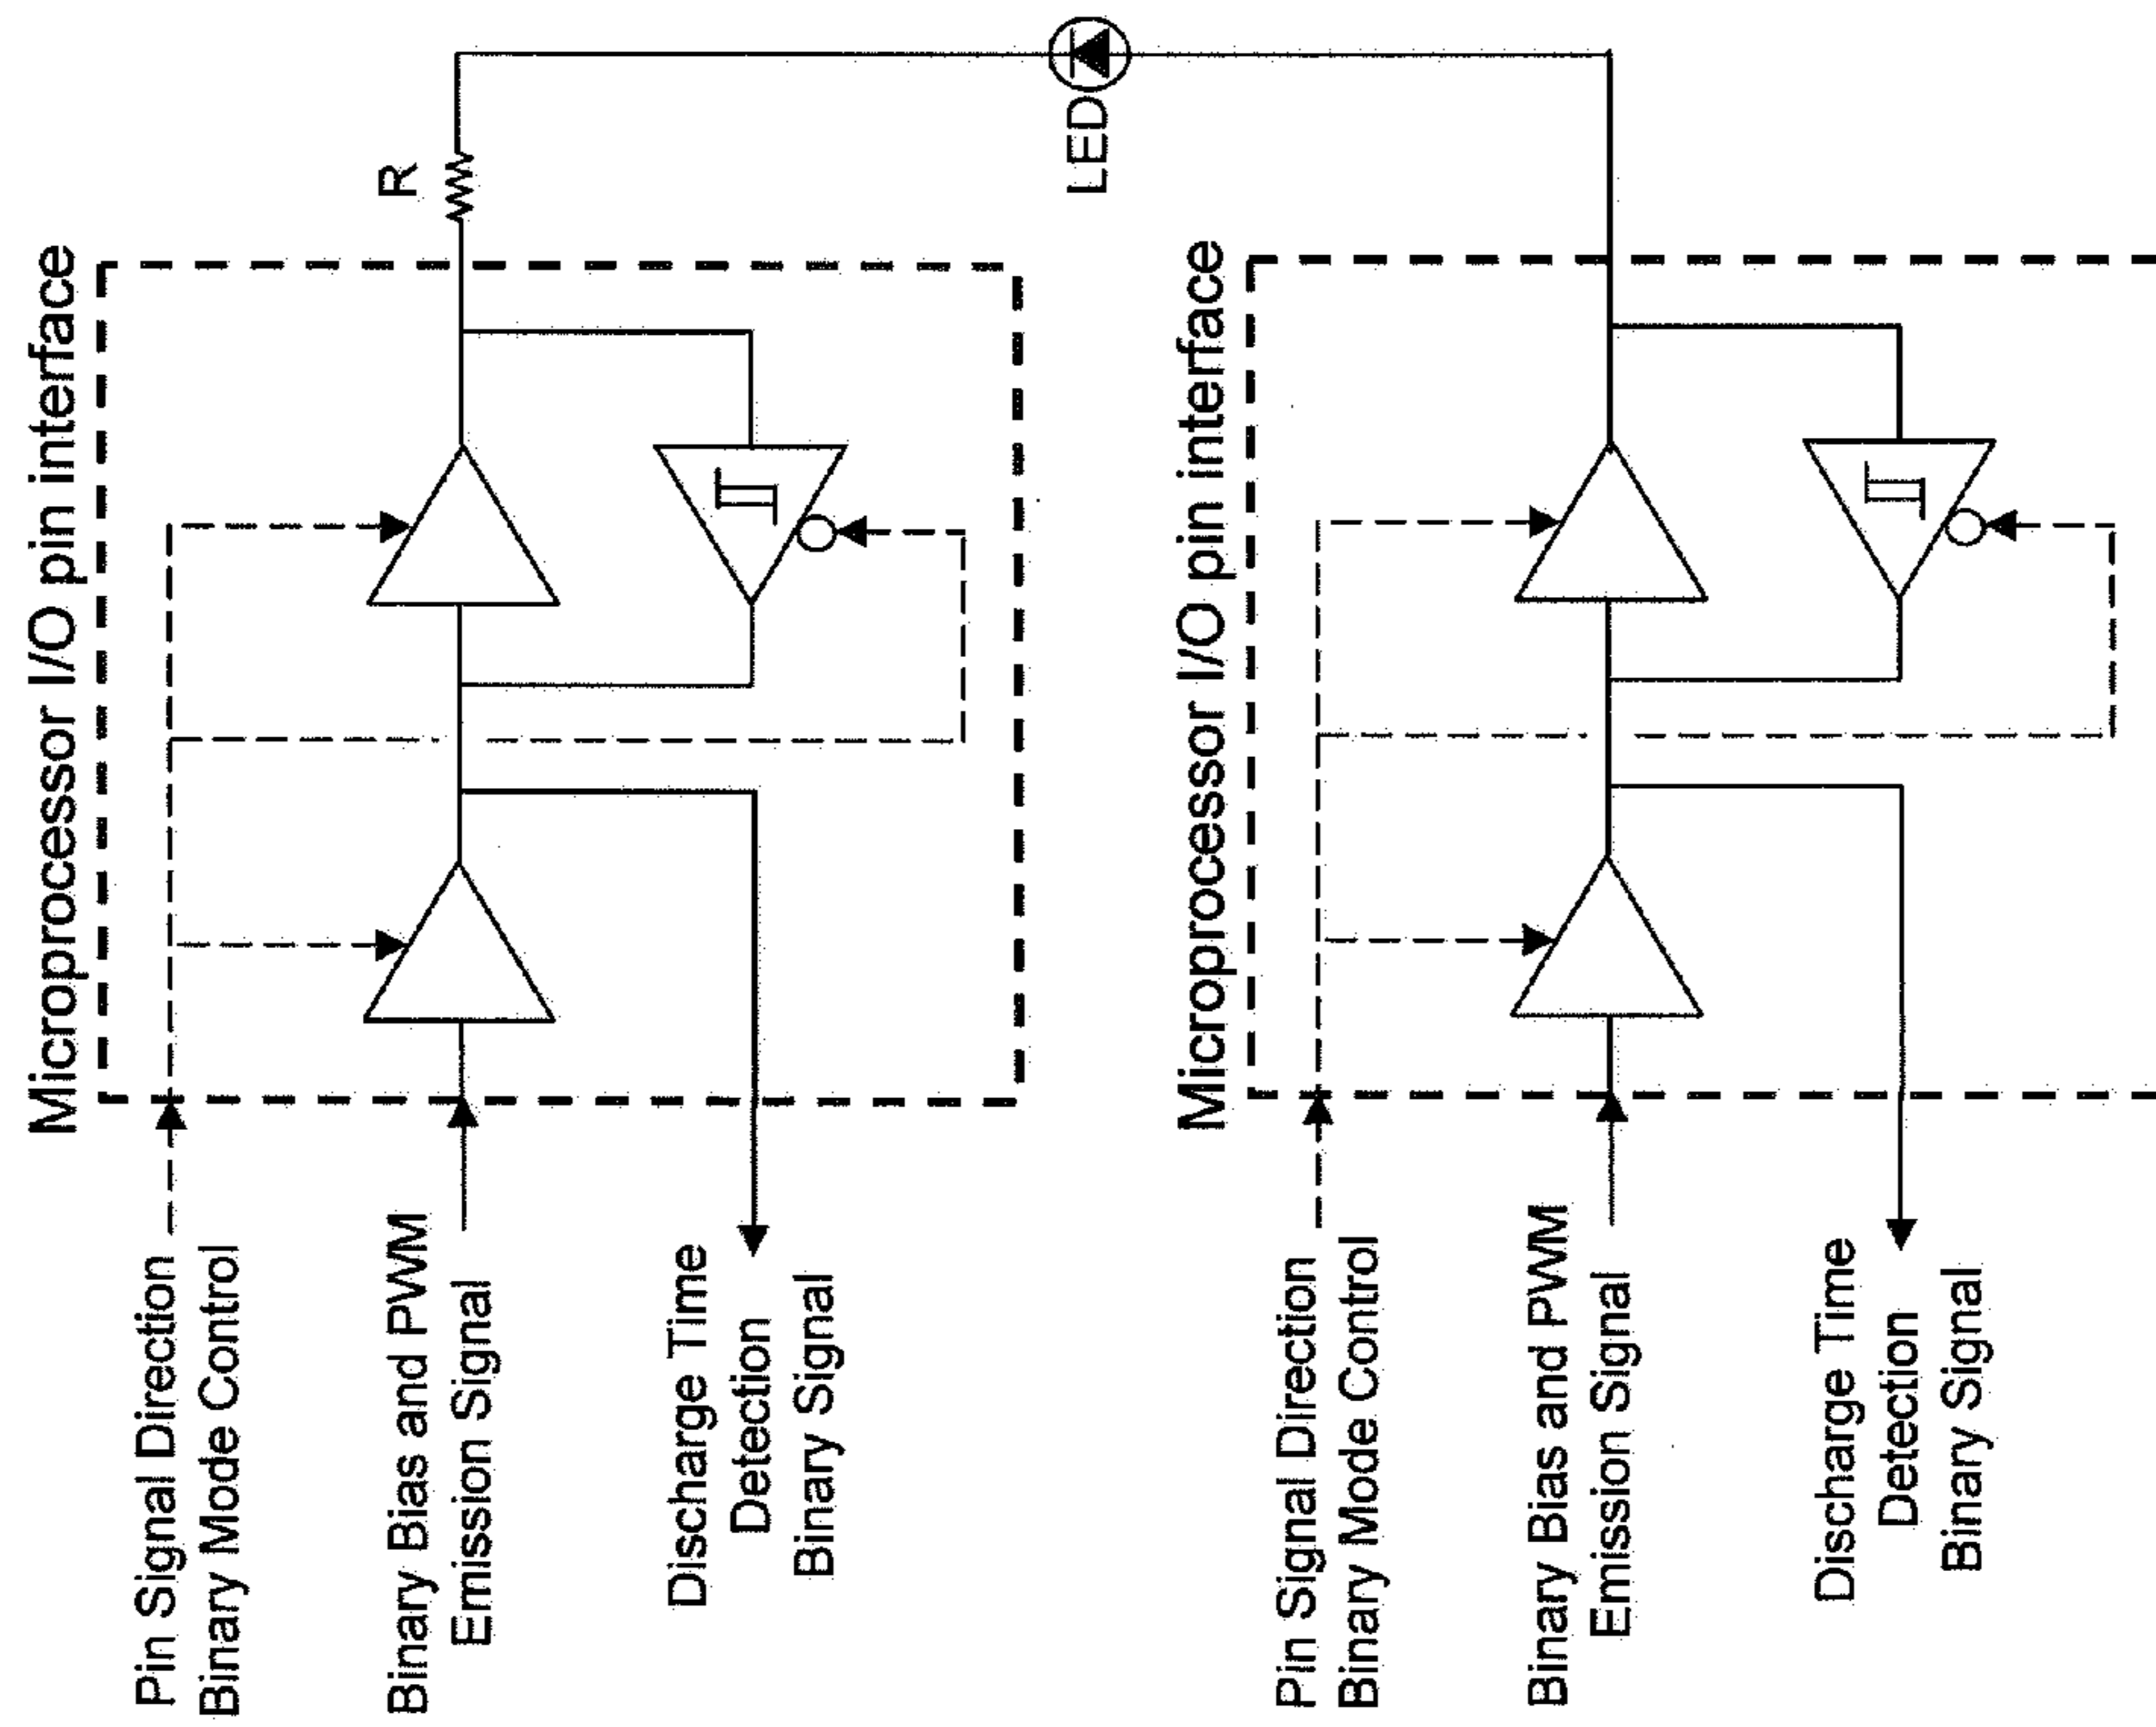 Microprocessor I/O pin interface
Pin Signal Direction
Binary Mode Control
Binary Bias and PWM
Emission Signal
Discharge Time
Detection
Binary Signal
R
LED
Microprocessor I/O pin interface
Pin Signal Direction
Binary Mode Control
Binary Bias and PWM
Emission Signal
Discharge Time
Detection
Binary Signal